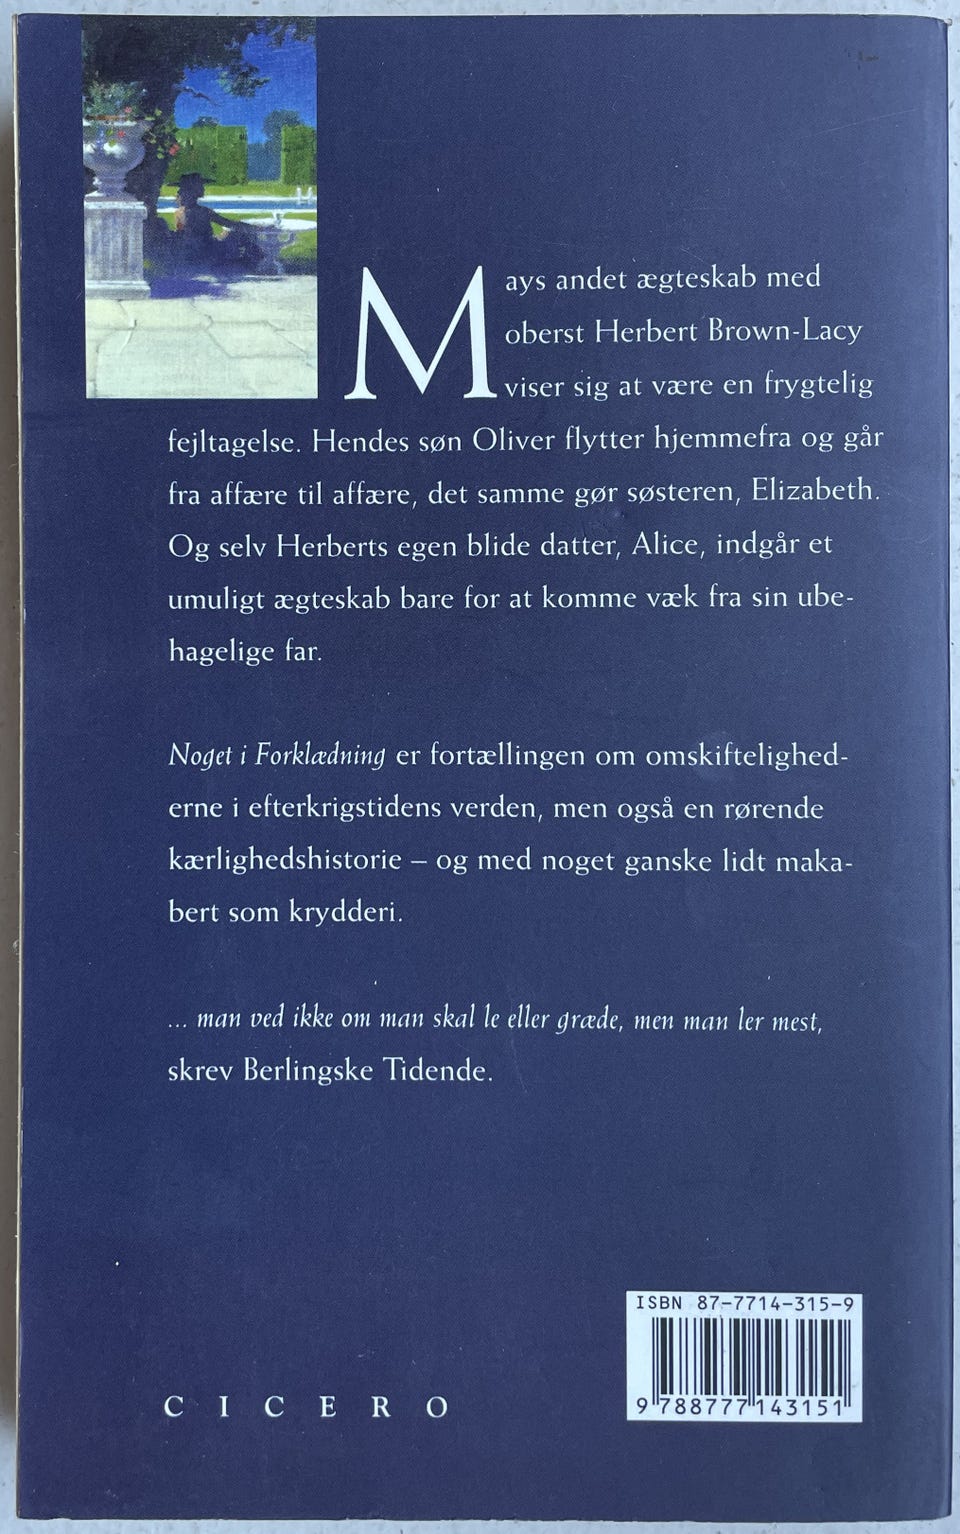 Mays andet ægteskab med
oberst Herbert Brown-Lacy
viser sig at være en frygtelig
fejltagelse. Hendes søn Oliver flytter hjemmefra og går
fra affære til affære, det samme gør søsteren, Elizabeth.
Og selv Herberts egen blide datter, Alice, indgår et
umuligt ægteskab bare for at komme væk fra sin ube-
hagelige far.
Noget i Forklædning er fortællingen om omskiftelighed-
erne i efterkrigstidens verden, men også en rørende
kærlighedshistorie – og med noget ganske lidt maka-
bert som krydderi.
... man ved ikke om man skal le eller græde, men man ler mest,
skrev Berlingske Tidende.
ISBN 87-7714-315-9
9 788777 143151
CICERO